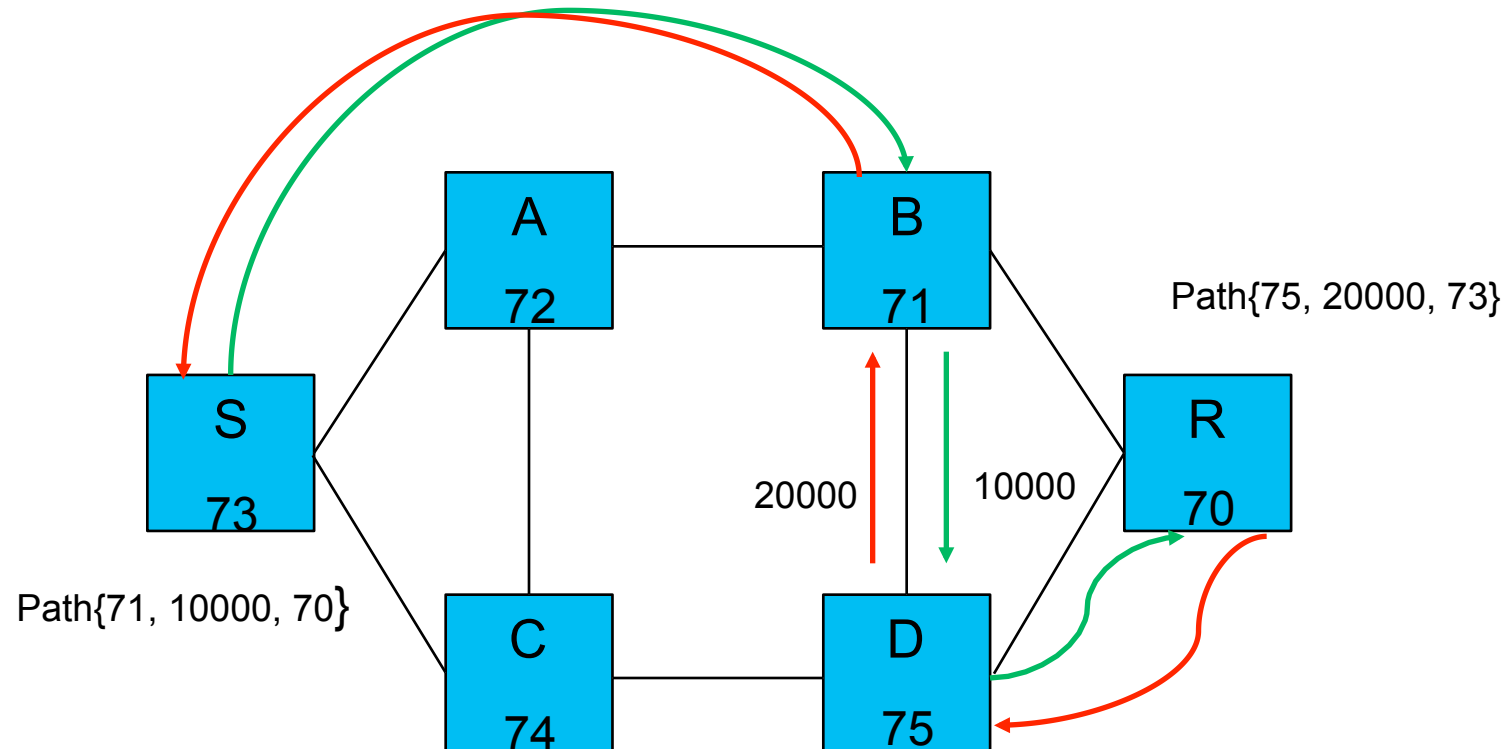 A
72
B
71
Path{75, 20000, 73}
S
73
R
70
20000
10000
Path{71, 10000, 70}
C
74
D
75